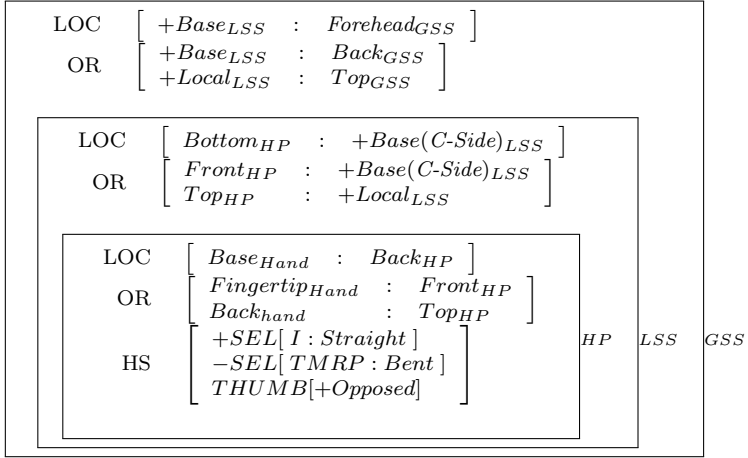 LOC [ +Base_LSS : Forehead_GSS ]
OR [ +Base_LSS : Back_GSS
+Local_LSS : Top_GSS ]
LOC [ Bottom_HP : +Base(C-Side)_LSS ]
OR [ Front_HP : +Base(C-Side)_LSS
Top_HP : +Local_LSS ]
LOC [ Base_Hand : Back_HP ]
OR [ Fingertip_Hand : Front_HP
Back_hand : Top_HP ]
HS [ +SEL[ I : Straight ]
−SEL[ TMRP : Bent ]
THUMB[+Opposed] ]
HP LSS GSS